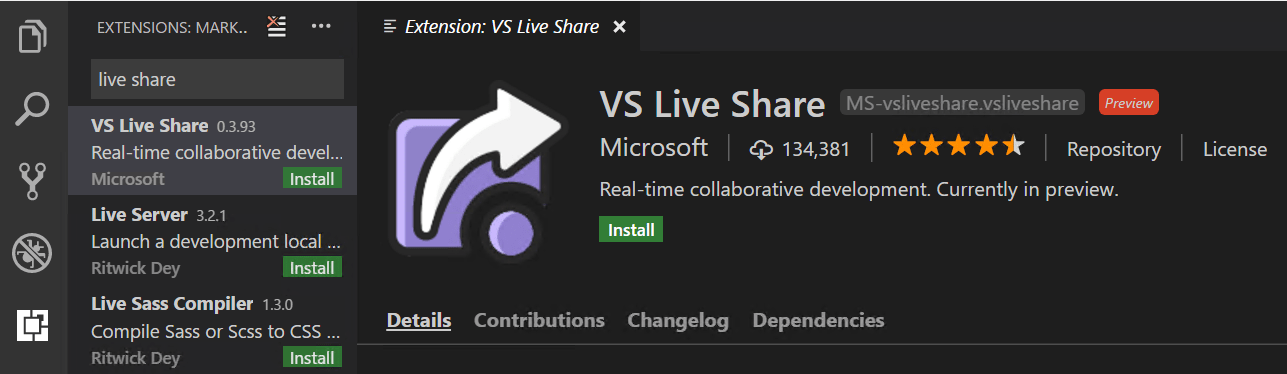 EXTENSIONS: MARK..
live share
VS Live Share 0.3.93
Real-time collaborative devel...
Microsoft Install
Live Server 3.2.1
Launch a development local ...
Ritwick Dey Install
Live Sass Compiler 1.3.0
Compile Sass or Scss to CSS ...
Ritwick Dey Install
Extension: VS Live Share
VS Live Share MS-vsliveshare.vsliveshare Preview
Microsoft 134,381 Repository License
Real-time collaborative development. Currently in preview.
Install
Details Contributions Changelog Dependencies